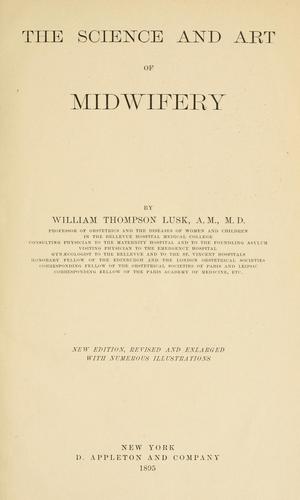 THE SCIENCE AND ART
OF
MIDWIFERY
BY
WILLIAM THOMPSON LUSK, A.M., M.D.
PROFESSOR OF OBSTETRICS AND THE DISEASES OF WOMEN AND CHILDREN
IN THE BELLEVUE HOSPITAL MEDICAL COLLEGE
CONSULTING PHYSICIAN TO THE MATERNITY HOSPITAL AND TO THE FOUNDLING ASYLUM
VISITING PHYSICIAN TO THE EMERGENCY HOSPITAL
GYNÆCOLOGIST TO THE BELLEVUE AND TO THE ST. VINCENT HOSPITALS
HONORARY FELLOW OF THE EDINBURGH AND THE LONDON OBSTETRICAL SOCIETIES
CORRESPONDING FELLOW OF THE OBSTETRICAL SOCIETIES OF PARIS AND LEIPSIC
CORRESPONDING FELLOW OF THE PARIS ACADEMY OF MEDICINE, ETC.
NEW EDITION, REVISED AND ENLARGED
WITH NUMEROUS ILLUSTRATIONS
NEW YORK
D. APPLETON AND COMPANY
1895